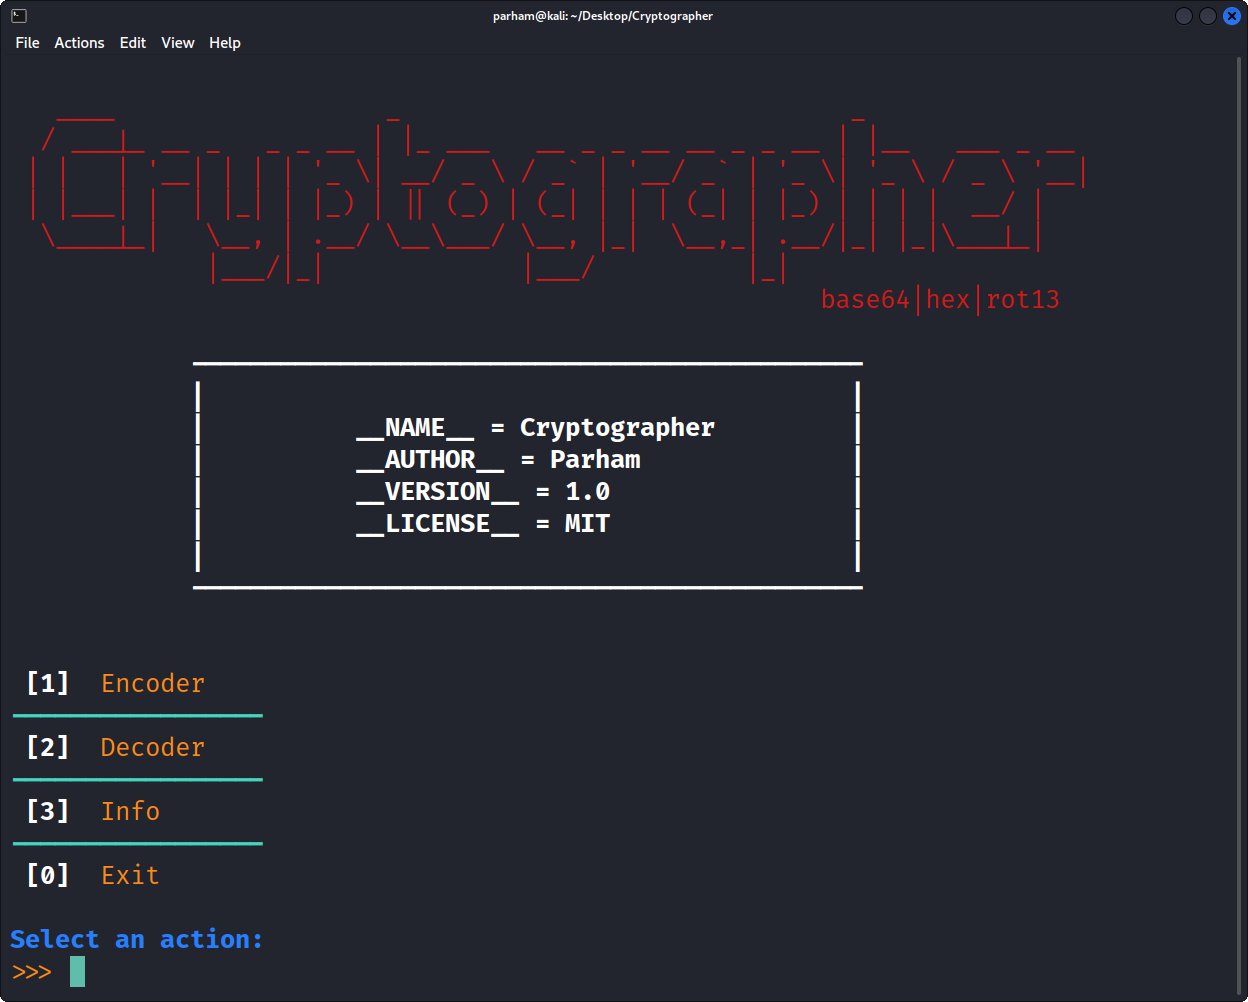 parham@kali: ~/Desktop/Cryptographer
File Actions Edit View Help
Cryptographer
base64|hex|rot13
__NAME__ = Cryptographer
__AUTHOR__ = Parham
__VERSION__ = 1.0
__LICENSE__ = MIT
[1] Encoder
[2] Decoder
[3] Info
[0] Exit
Select an action:
>>>